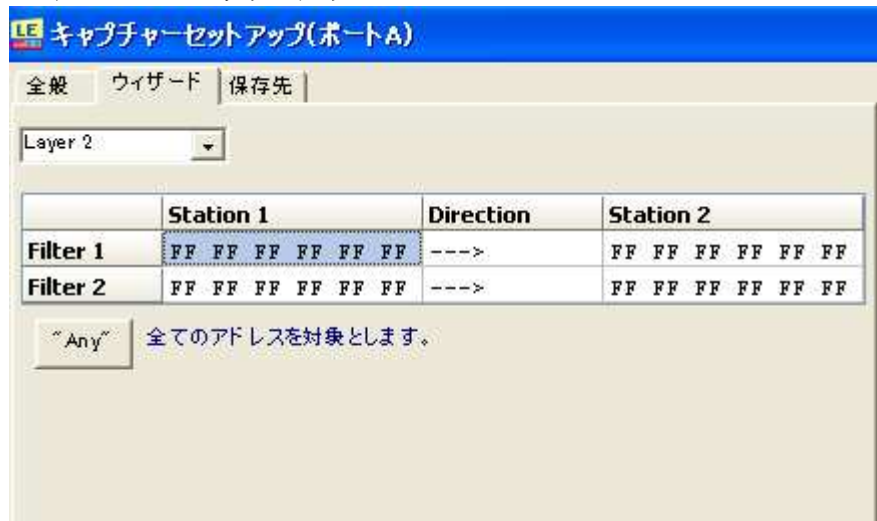 LE キャプチャーセットアップ(ポートA)
全般 ウィザード 保存先
Layer 2
Station 1 Direction Station 2
Filter 1 FF FF FF FF FF FF ---> FF FF FF FF FF FF
Filter 2 FF FF FF FF FF FF ---> FF FF FF FF FF FF
"Any" 全てのアドレスを対象とします。